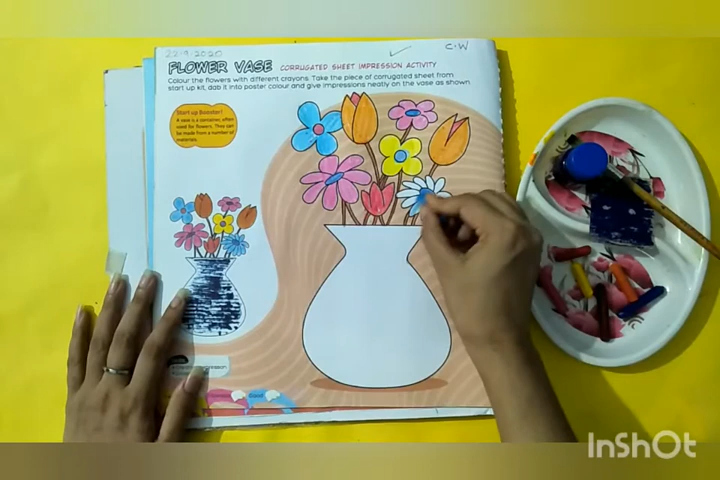 22-9-2020
C.W
FLOWER VASE CORRUGATED SHEET IMPRESSION ACTIVITY
Colour the flowers with different crayons. Take the piece of corrugated sheet from
start up kit, dab it into poster colour and give impressions neatly on the vase as shown.
Start up Booster!
A vase is a container, often
used for flowers. They can
be made from a number of
materials.
Good
InShOt